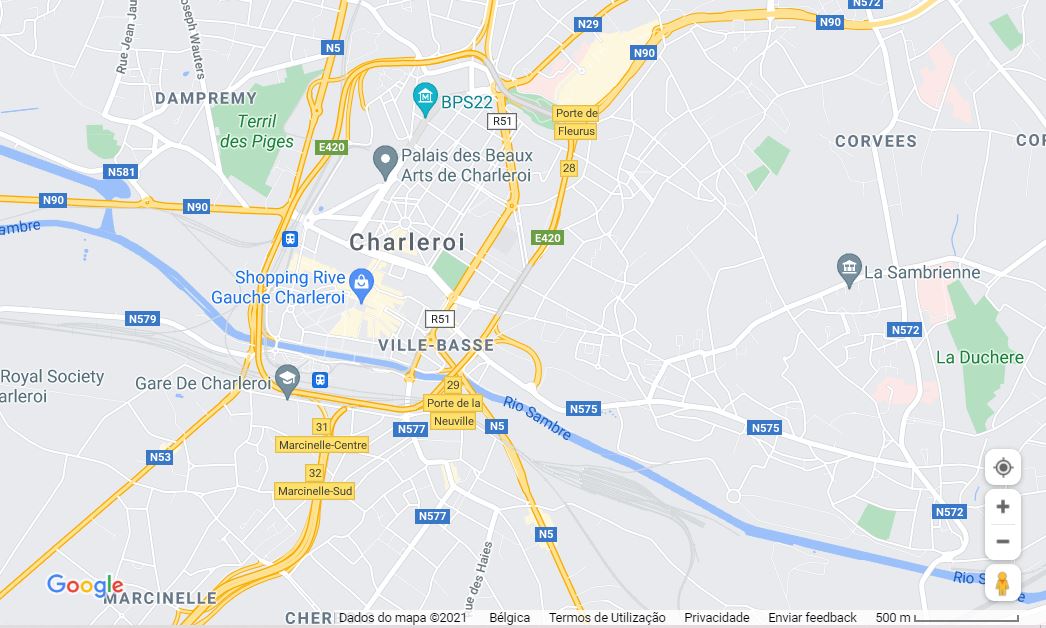 N572
N29
N90
N90
N5
Rue Jean Jau
Joseph Wauters
DAMPREMY
BPS22
Porte de
Fleurus
R51
Terril
des Piges
E420
CORVEES
COR
Palais des Beaux
Arts de Charleroi
28
N581
N90
N90
Sambre
Charleroi
E420
La Sambrienne
Shopping Rive
Gauche Charleroi
N579
R51
N572
VILLE-BASSE
La Duchere
Royal Society
arleroi
Gare De Charleroi
29
Porte de la
Neuville
Rio Sambre
N575
N575
31
Marcinelle-Centre
N577
N5
N53
32
Marcinelle-Sud
N577
N572
N5
ue des Haies
Google
MARCINELLE
CHER
Rio S
e
Dados do mapa ©2021
Bélgica
Termos de Utilização
Privacidade
Enviar feedback
500 m